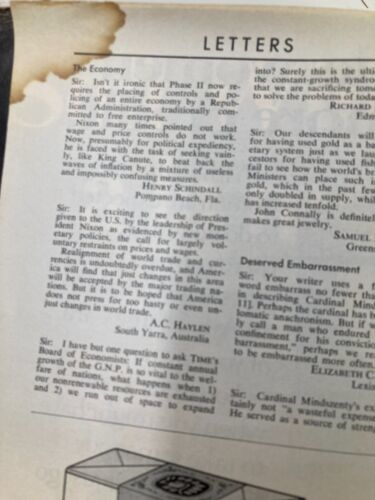 LETTERS
The Economy
Sir: Isn't it ironic that Phase II now re-
quires the placing of controls and po-
licing of an entire economy by a Repub-
lican Administration, traditionally com-
mitted to free enterprise.
Nixon many times pointed out that
wage and price controls do not work.
Now, presumably for political expediency,
he is faced with the task of seeking vain-
ly, like King Canute, to beat back the
waves of inflation by a mixture of useless
and impossibly confusing measures.
HENRY SCHINDALL
Pompano Beach, Fla.
Sir: It is exciting to see the direction
given to the U.S. by the leadership of Pres-
ident Nixon as evidenced by new mon-
etary policies, the call for largely vol-
untary restraints on prices and wages.
Realignment of world trade and cur-
rencies is undoubtedly overdue, and Amer-
ica will find that just changes in this area
will be accepted by the major trading na-
tions. But it is to be hoped that America
does not press for too hasty or even un-
just changes in world trade.
A.C. HAYLEN
South Yarra, Australia
Sir: I have but one question to ask TIME'S
Board of Economists: If constant annual
growth of the G.N.P. is so vital to the wel-
fare of nations, what happens when 1)
our nonrenewable resources are exhausted
and 2) we run out of space to expand
into? Surely this is the ulti
the constant-growth syndro
that we are sacrificing tomo
to solve the problems of toda
RICHARD
Edn
Sir: Our descendants will
for having used gold as a ba
etary system just as we lau
cestors for having used fish
fail to see how the world's br
Ministers can place such i
gold, which in the past few
only doubled in supply, whil
has increased tenfold.
John Connally is definitel
makes great jewelry.
SAMUEL
Green
Deserved Embarrassment
Sir: Your writer uses a f
word embarrass no fewer tha
in describing Cardinal Mind
11]. Perhaps the cardinal has b
lomatic anachronism. But if w
ly call a man who endured
confinement for his convictio
barrassment," perhaps we ne
to be embarrassed more often.
ELIZABETH C
Lexin
Sir: Cardinal Mindszenty's ex
tainly not "a wasteful expense
He served as a source of stren